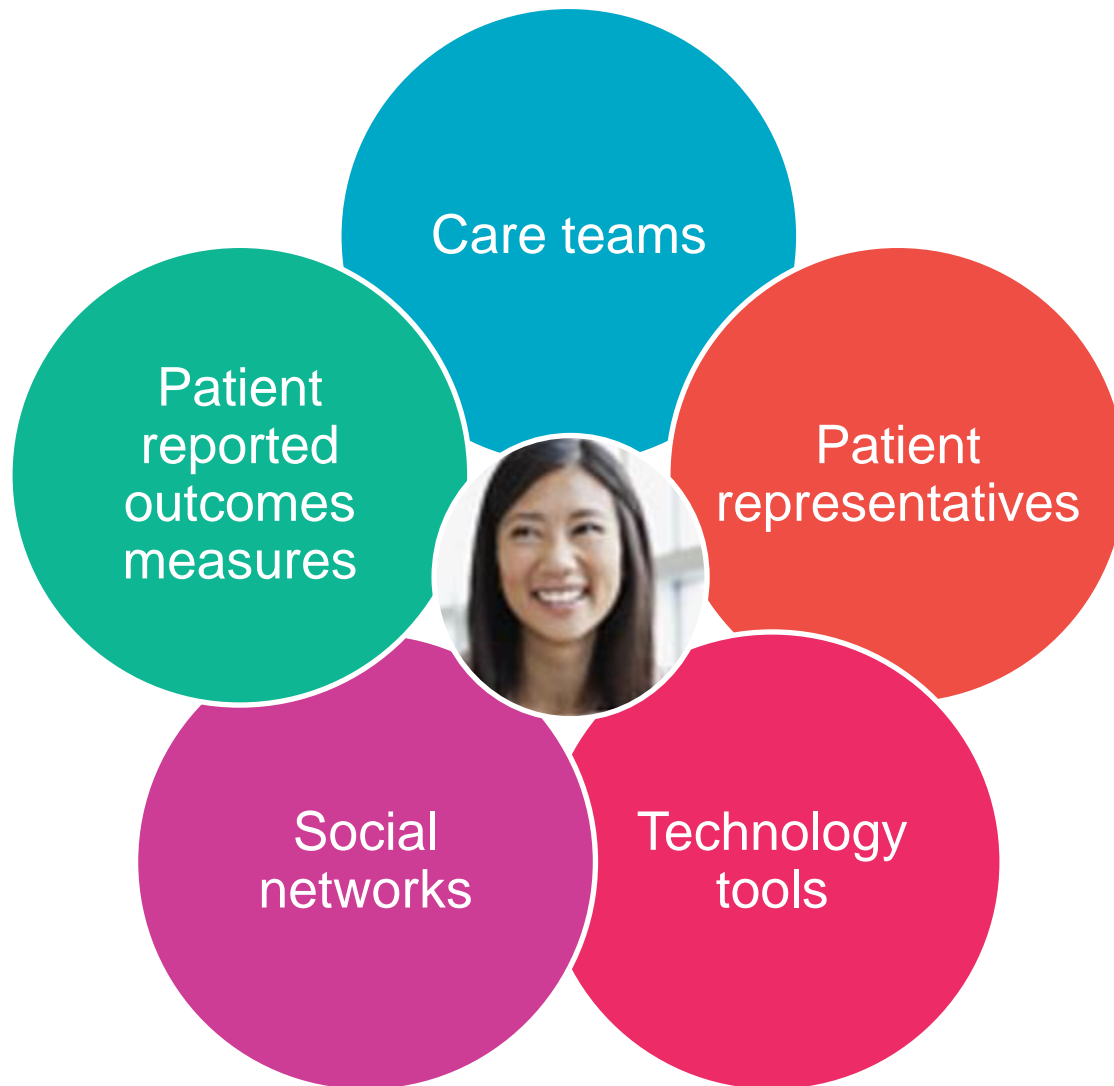 Care teams
Patient
reported
outcomes
measures
Patient
representatives
Social
networks
Technology
tools